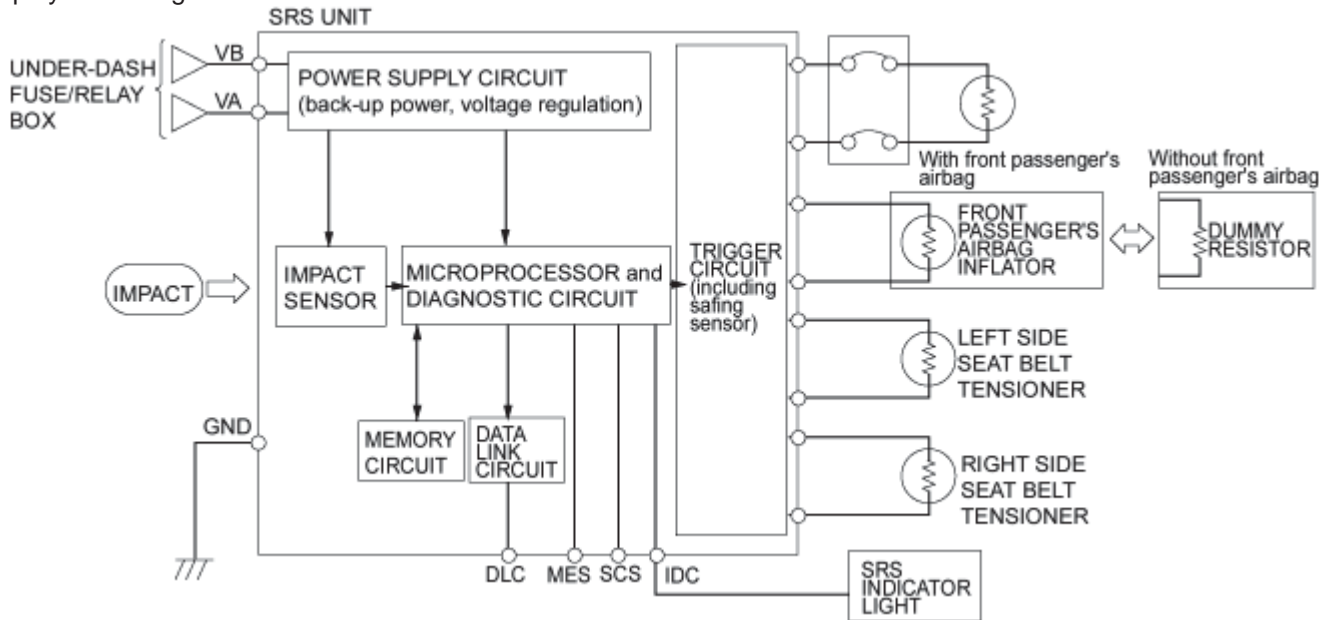 SRS UNIT
UNDER-DASH
FUSE/RELAY
BOX
VB
VA
POWER SUPPLY CIRCUIT
(back-up power, voltage regulation)
With front passenger's
airbag
Without front
passenger's airbag
FRONT
PASSENGER'S
AIRBAG
INFLATOR
DUMMY
RESISTOR
IMPACT
IMPACT
SENSOR
MICROPROCESSOR and
DIAGNOSTIC CIRCUIT
TRIGGER
CIRCUIT
(including
safing
sensor)
LEFT SIDE
SEAT BELT
TENSIONER
GND
MEMORY
CIRCUIT
DATA
LINK
CIRCUIT
RIGHT SIDE
SEAT BELT
TENSIONER
DLC
MES
SCS
IDC
SRS
INDICATOR
LIGHT